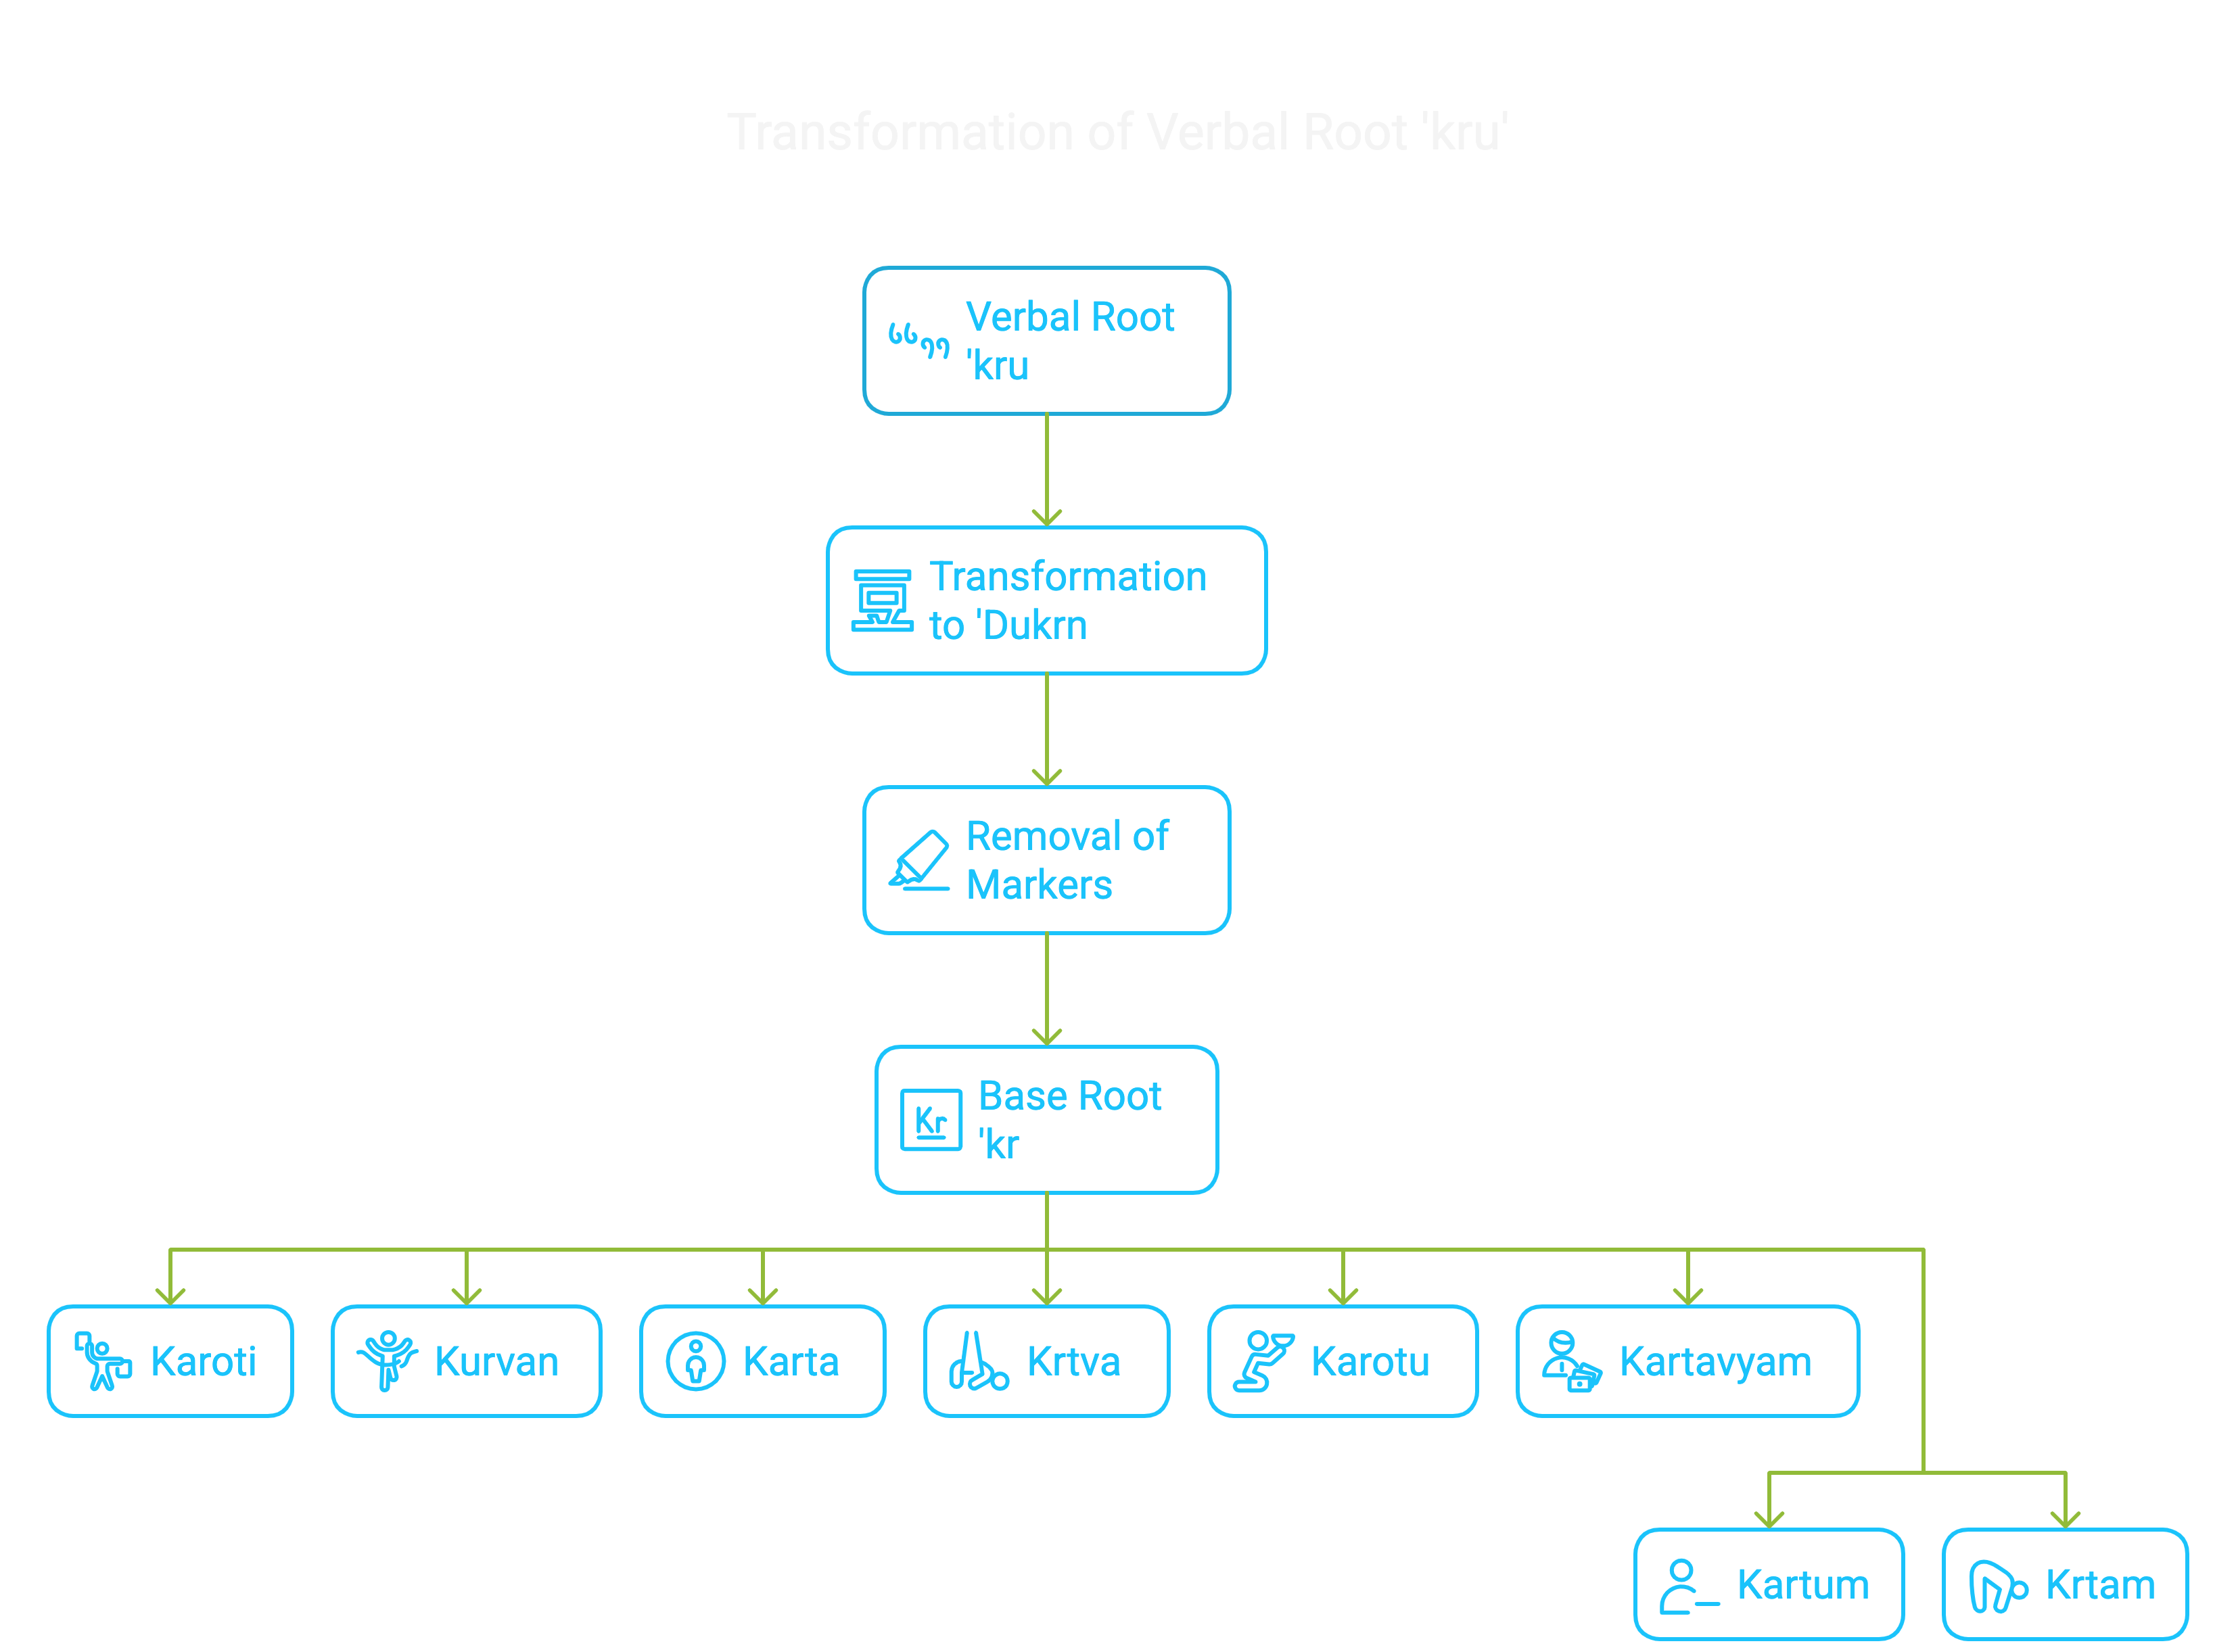 Transformation of Verbal Root 'kru'
Verbal Root
'kru
Transformation
to 'Dukrn
Removal of
Markers
Kr
Base Root
'kr
Karoti
Kurvan
Karta
Krtva
Karotu
Kartavyam
Kartum
Krtam